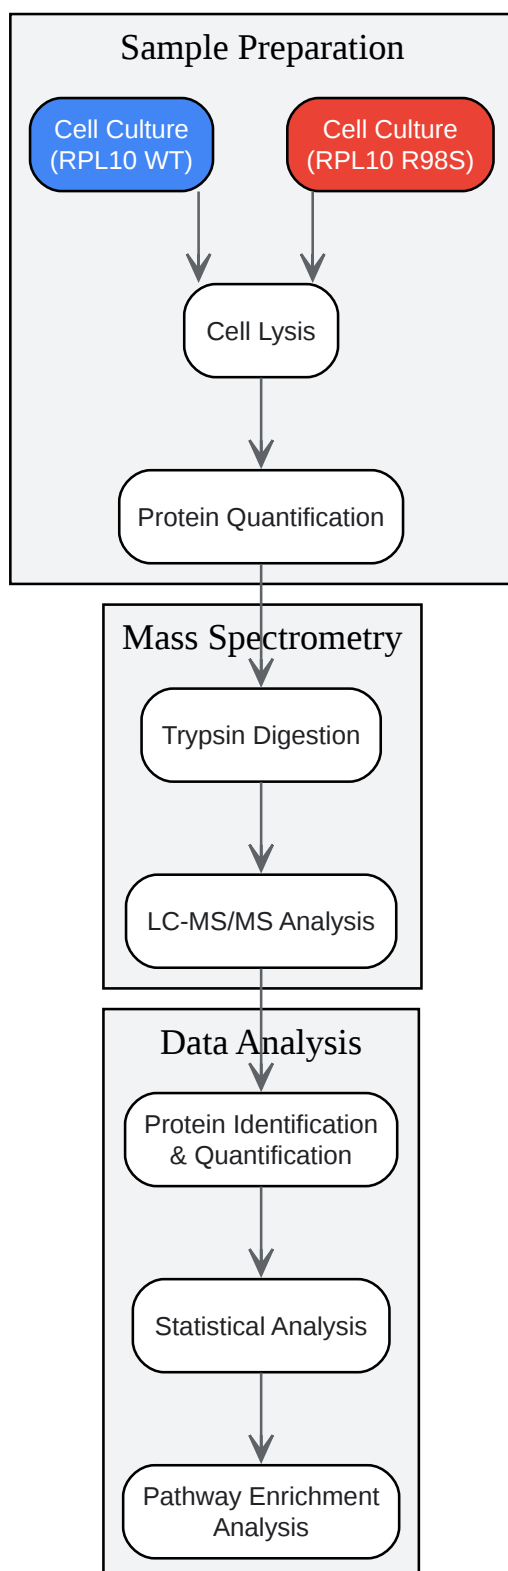 Sample Preparation
Cell Culture
(RPL10 WT)
Cell Culture
(RPL10 R98S)
Cell Lysis
Protein Quantification
Mass Spectrometry
Trypsin Digestion
LC-MS/MS Analysis
Data Analysis
Protein Identification
& Quantification
Statistical Analysis
Pathway Enrichment
Analysis